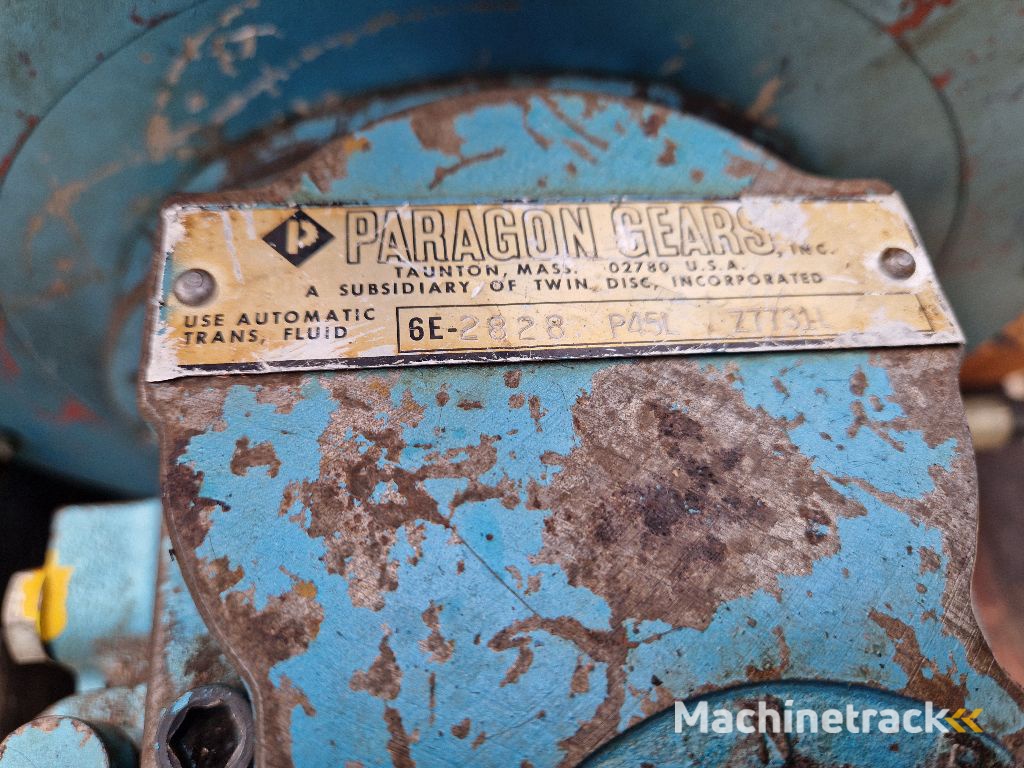 P PARAGON GEARS, INC.
TAUNTON, MASS. 02780 U.S.A.
A SUBSIDIARY OF TWIN DISC, INCORPORATED
USE AUTOMATIC
TRANS, FLUID.
6E-2828 P45L
Machinetrack